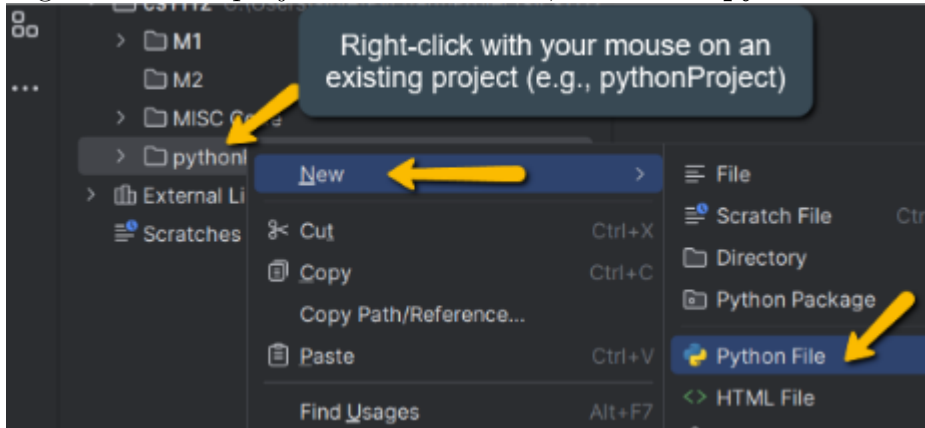 M1
Right-click with your mouse on an
existing project (e.g., pythonProject)
M2
MISC
New
File
External Li
Scratch File
Scratches
Cut Ctrl+X
Directory
Copy Ctrl+C
Python Package
Copy Path/Reference...
Paste Ctrl+V
Python File
HTML File
Find Usages Alt+F7